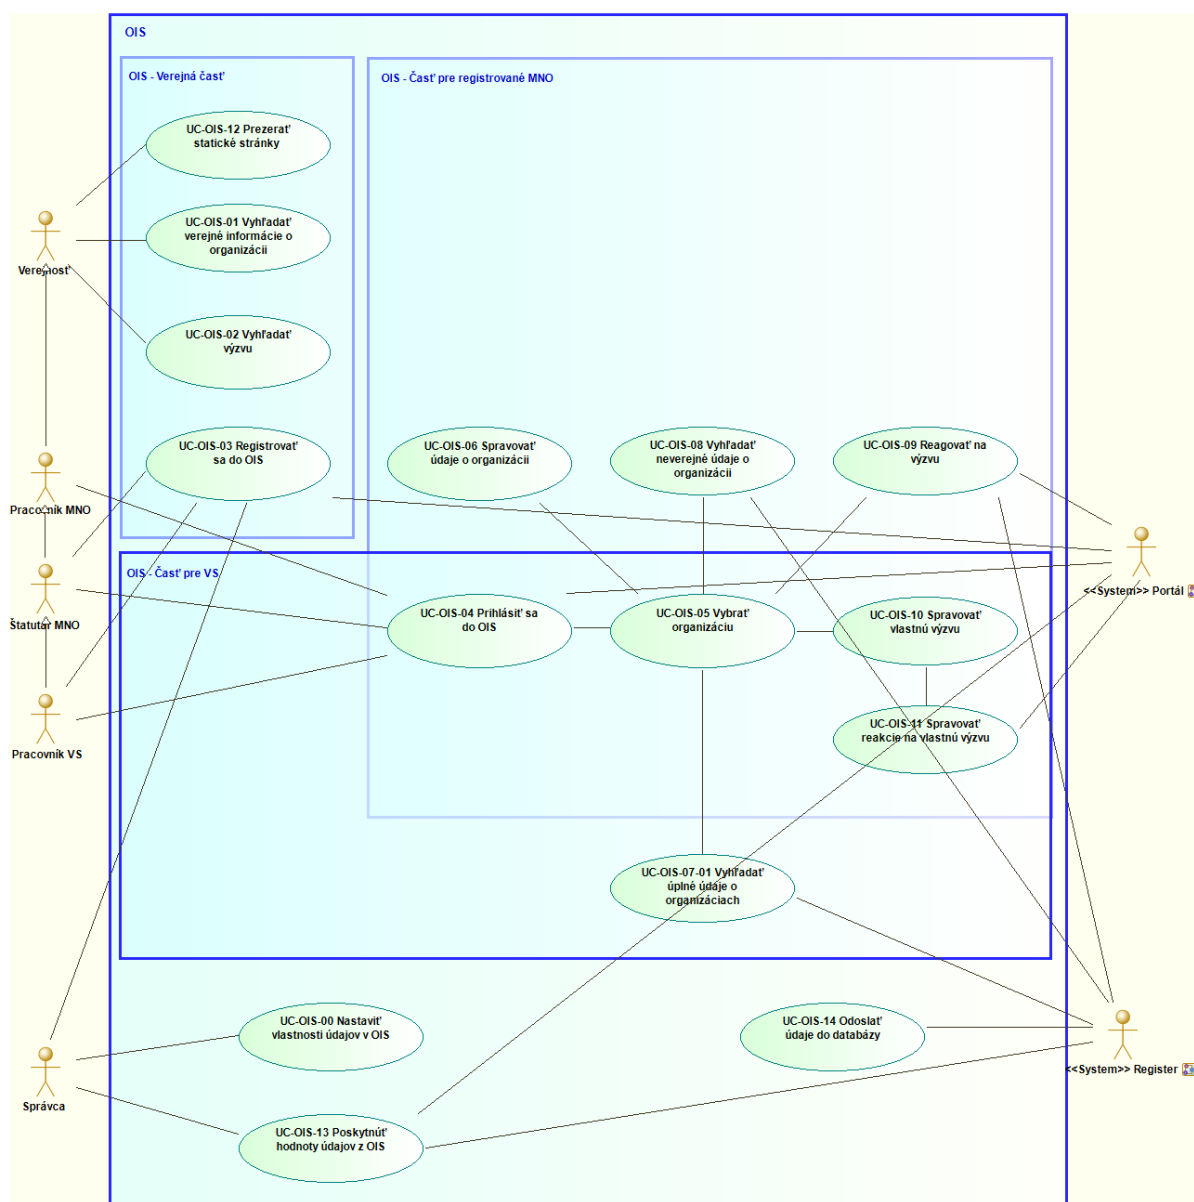 OIS
OIS - Verejná časť
OIS - Časť pre registrované MNO
UC-OIS-12 Prezerať
statické stránky
UC-OIS-01 Vyhľadať
verejné informácie o
organizácii
Verejnosť
UC-OIS-02 Vyhľadať
výzvu
UC-OIS-03 Registrovať
sa do OIS
UC-OIS-06 Spravovať
údaje o organizácii
UC-OIS-08 Vyhľadať
neverejné údaje o
organizácii
UC-OIS-09 Reagovať na
výzvu
Pracovník MNO
OIS - Časť pre VS
<<System>> Portál
UC-OIS-04 Prihlásiť sa
do OIS
UC-OIS-05 Vybrať
organizáciu
UC-OIS-10 Spravovať
vlastnú výzvu
Štatutár MNO
UC-OIS-11 Spravovať
reakcie na vlastnú výzvu
Pracovník VS
UC-OIS-07-01 Vyhľadať
úplné údaje o
organizáciach
UC-OIS-00 Nastaviť
vlastnosti údajov v OIS
UC-OIS-14 Odoslať
údaje do databázy
<<System>> Register
Správca
UC-OIS-13 Poskytnúť
hodnoty údajov z OIS